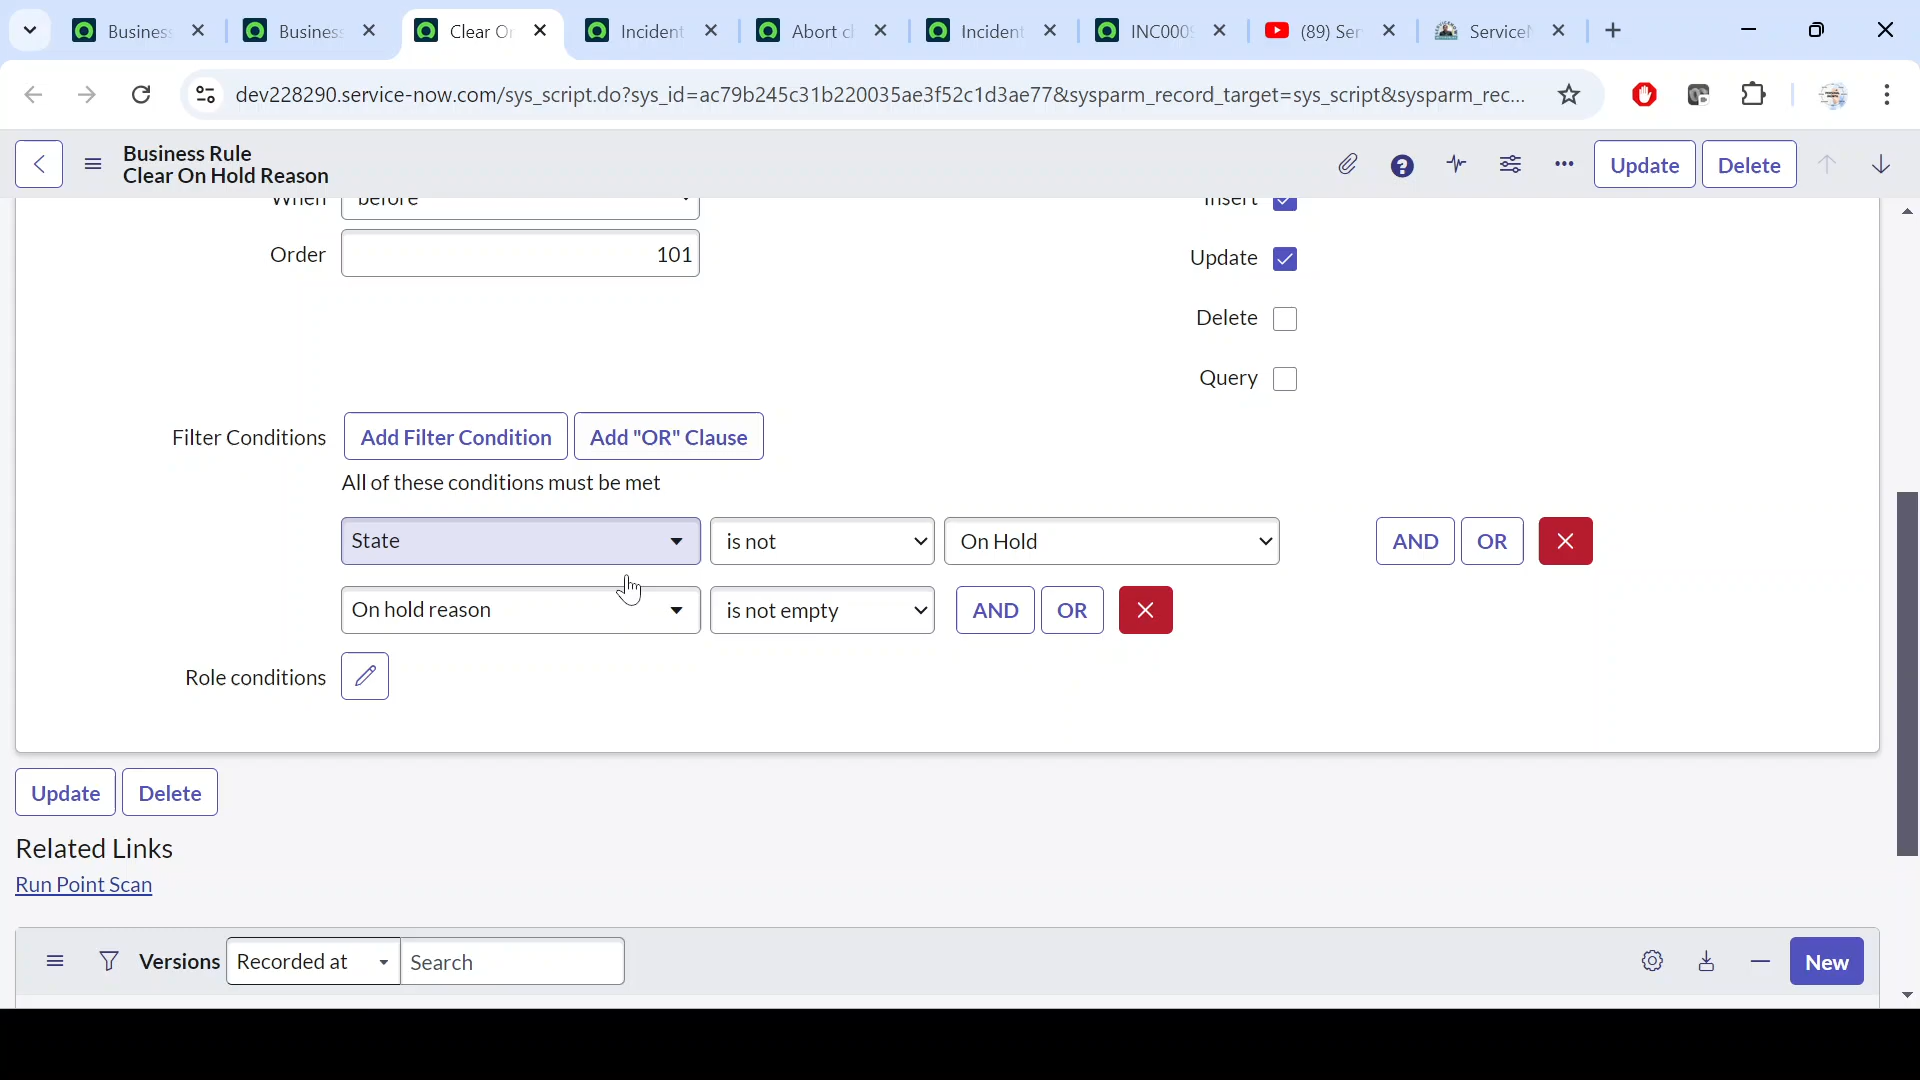 Business
Business
Clear O
Incident
Abort c
Incident
INC0009
(89) Ser
Service
dev228290.service-now.com/sys_script.do?sys_id=ac79b245c31b220035ae3f52c1d3ae77&sysparm_record_target=sys_script&sysparm_rec...
Business Rule
Clear On Hold Reason
Update
Delete
When
before
Insert
Order
101
Update
Delete
Query
Filter Conditions
Add Filter Condition
Add "OR" Clause
All of these conditions must be met
State
is not
On Hold
AND
OR
On hold reason
is not empty
AND
OR
Role conditions
Update
Delete
Related Links
Run Point Scan
Versions
Recorded at
Search
New